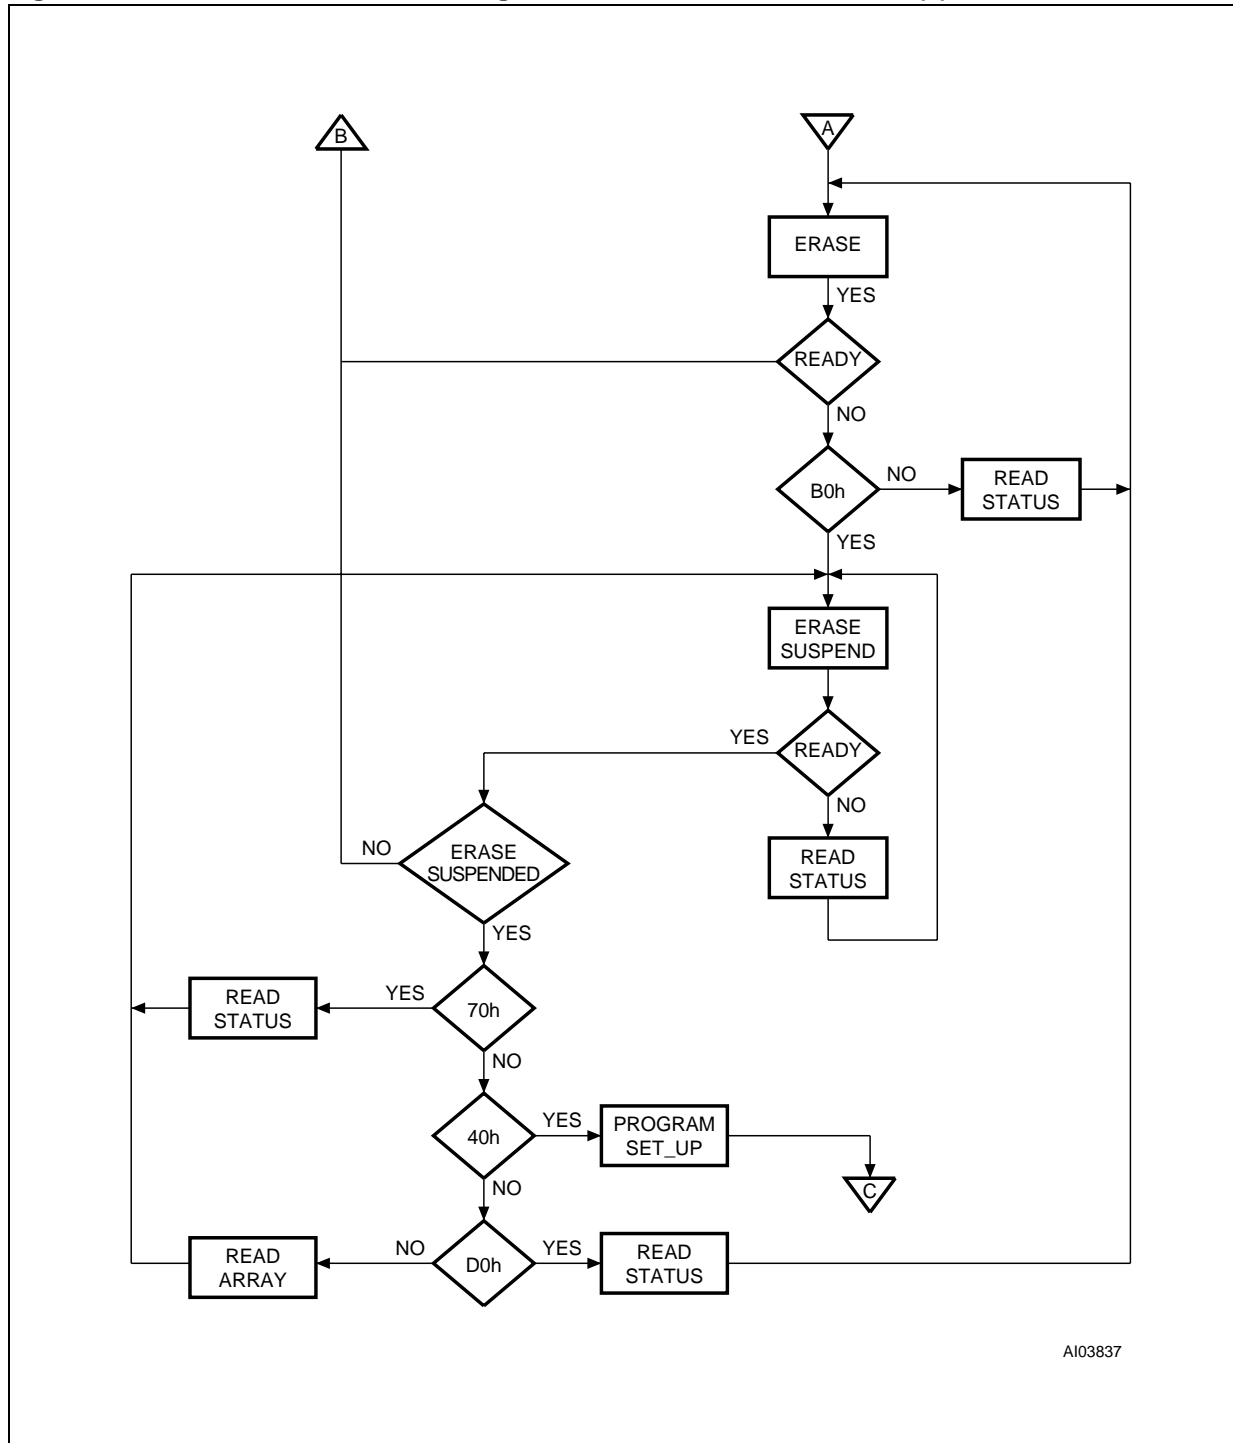 B
A
ERASE
YES
READY
NO
B0h
NO
READ
STATUS
YES
ERASE
SUSPEND
YES
READY
NO
NO
ERASE
SUSPENDED
READ
STATUS
YES
READ
STATUS
YES
70h
NO
40h
YES
PROGRAM
SET_UP
NO
C
READ
ARRAY
NO
D0h
YES
READ
STATUS
AI03837